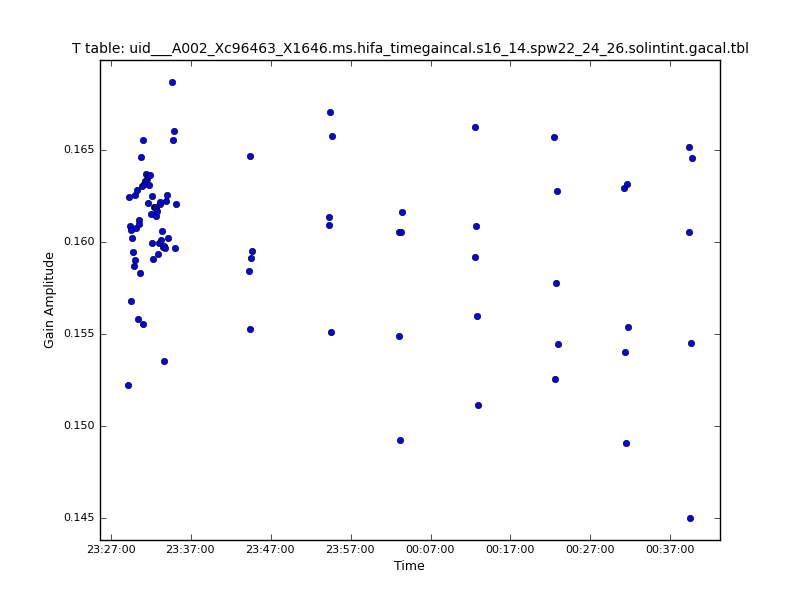 T table: uid___A002_Xc96463_X1646.ms.hifa_timegaincal.s16_14.spw22_24_26.solintint.gacal.tbl
0.165
0.160
0.155
0.150
0.145
Gain Amplitude
23:27:00 23:37:00 23:47:00 23:57:00 00:07:00 00:17:00 00:27:00 00:37:00
Time